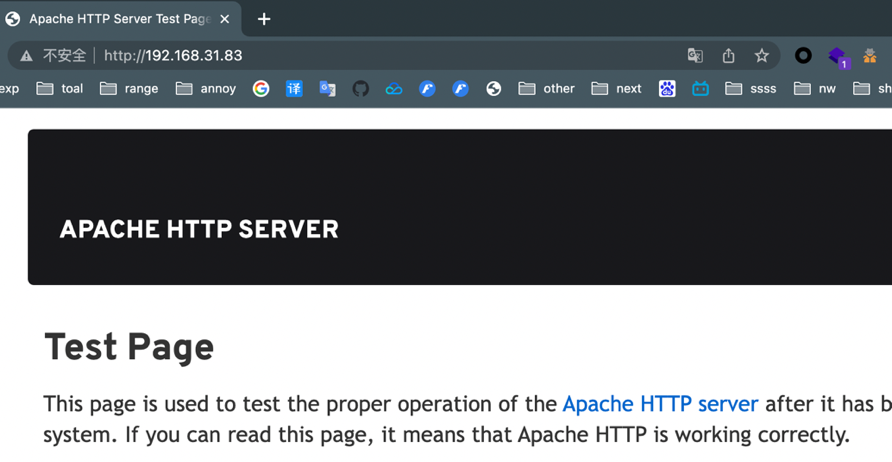 Apache HTTP Server Test Page
不安全 http://192.168.31.83
1
exp toal range annoy 译 other next du ssss nw sh
APACHE HTTP SERVER
Test Page
This page is used to test the proper operation of the Apache HTTP server after it has b
system. If you can read this page, it means that Apache HTTP is working correctly.